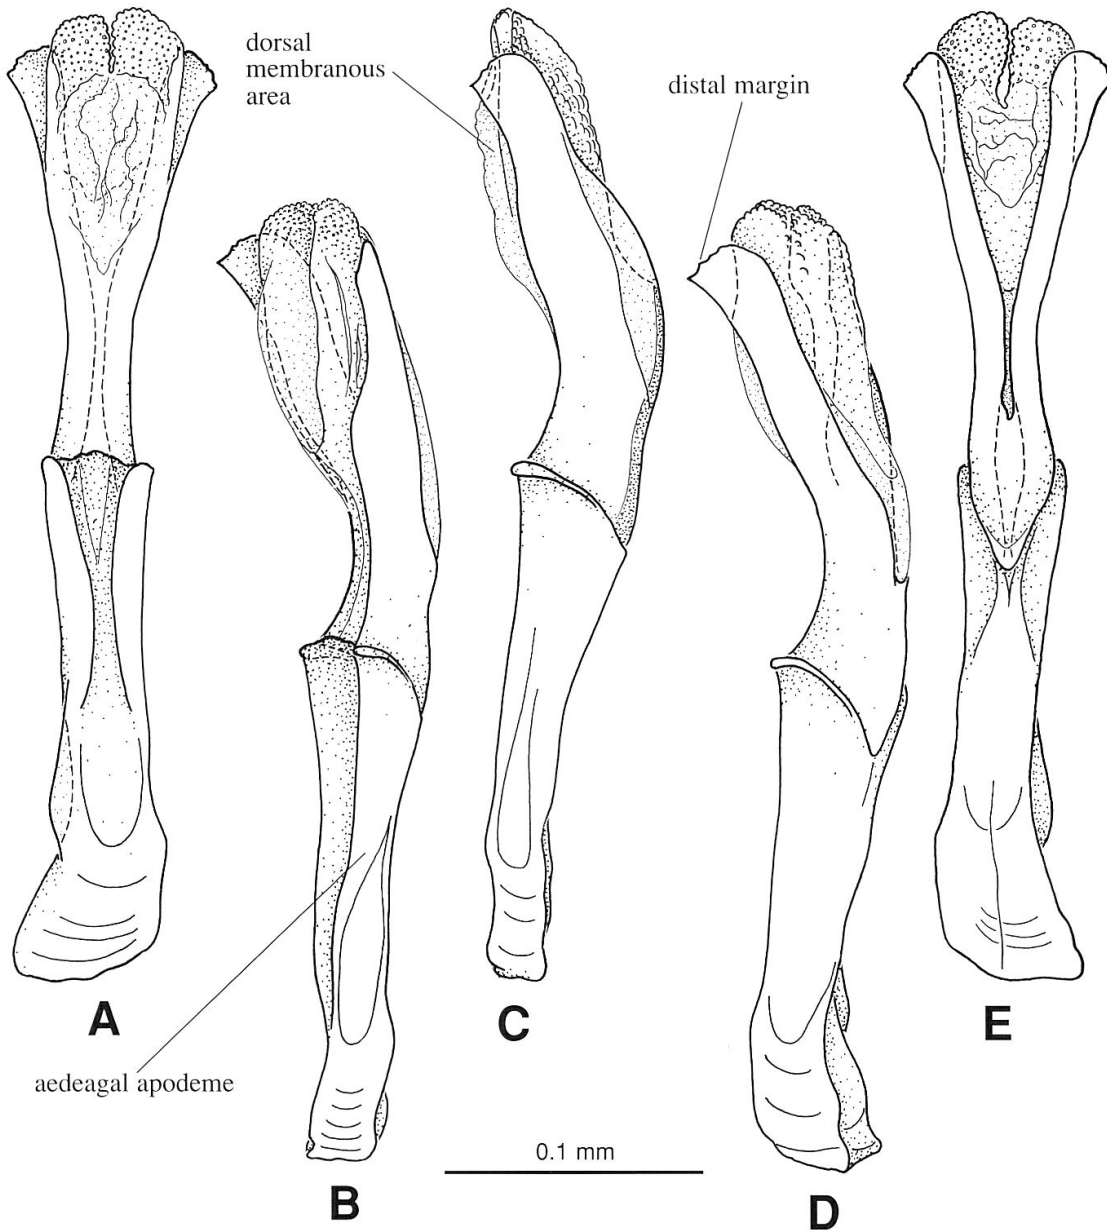 dorsal
membranous
area
distal margin
A
C
E
aedeagal apodeme
0.1 mm
B
D